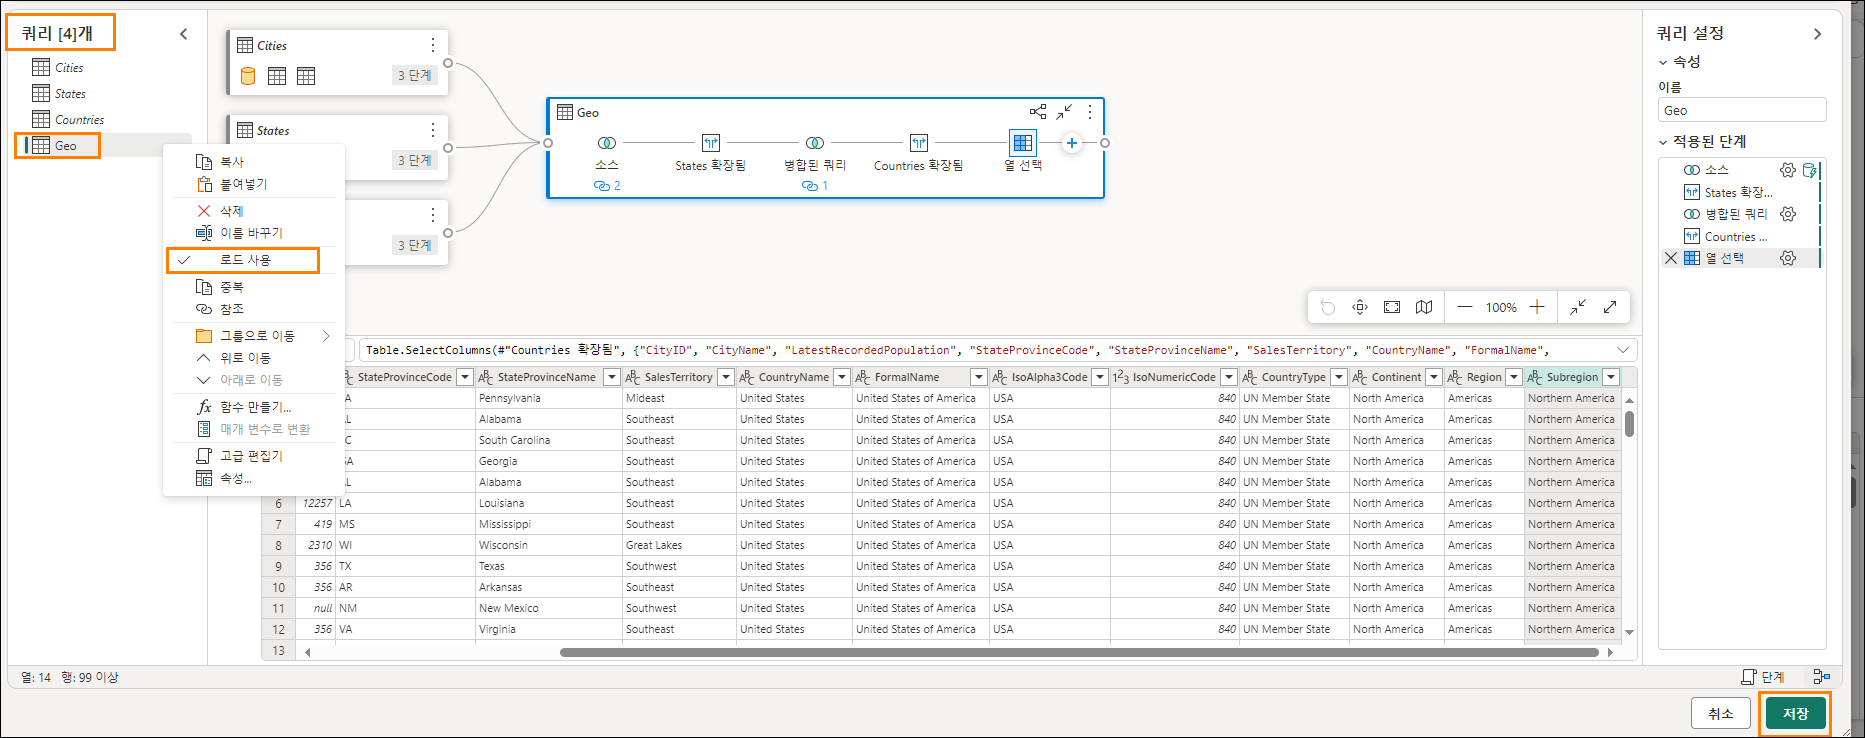 쿼리 [4]개
Cities
States
Countries
Geo
복사
붙여넣기
삭제
이름 바꾸기
로드 사용
중복
참조
그룹으로 이동
위로 이동
아래로 이동
함수 만들기...
매개 변수로 변환
고급 편집기
속성...
Cities
3 단계
States
3 단계
3 단계
Geo
소스
2
States 확장됨
병합된 쿼리
1
Countries 확장됨
열 선택
100%
Table.SelectColumns(#"Countries 확장됨", {"CityID", "CityName", "LatestRecordedPopulation", "StateProvinceCode", "StateProvinceName", "SalesTerritory", "CountryName", "FormalName",
StateProvinceCode StateProvinceName SalesTerritory CountryName FormalName IsoAlpha3Code IsoNumericCode CountryType Continent Region Subregion
A Pennsylvania Mideast United States United States of America USA 840 UN Member State North America Americas Northern America
L Alabama Southeast United States United States of America USA 840 UN Member State North America Americas Northern America
C South Carolina Southeast United States United States of America USA 840 UN Member State North America Americas Northern America
A Georgia Southeast United States United States of America USA 840 UN Member State North America Americas Northern America
L Alabama Southeast United States United States of America USA 840 UN Member State North America Americas Northern America
6 12257 LA Louisiana Southeast United States United States of America USA 840 UN Member State North America Americas Northern America
7 419 MS Mississippi Southeast United States United States of America USA 840 UN Member State North America Americas Northern America
8 2310 WI Wisconsin Great Lakes United States United States of America USA 840 UN Member State North America Americas Northern America
9 356 TX Texas Southwest United States United States of America USA 840 UN Member State North America Americas Northern America
10 356 AR Arkansas Southeast United States United States of America USA 840 UN Member State North America Americas Northern America
11 null NM New Mexico Southwest United States United States of America USA 840 UN Member State North America Americas Northern America
12 356 VA Virginia Southeast United States United States of America USA 840 UN Member State North America Americas Northern America
13
쿼리 설정
속성
이름
Geo
적용된 단계
소스
States 확장...
병합된 쿼리
Countries ...
열 선택
열: 14 행: 99 이상
단계
취소
저장